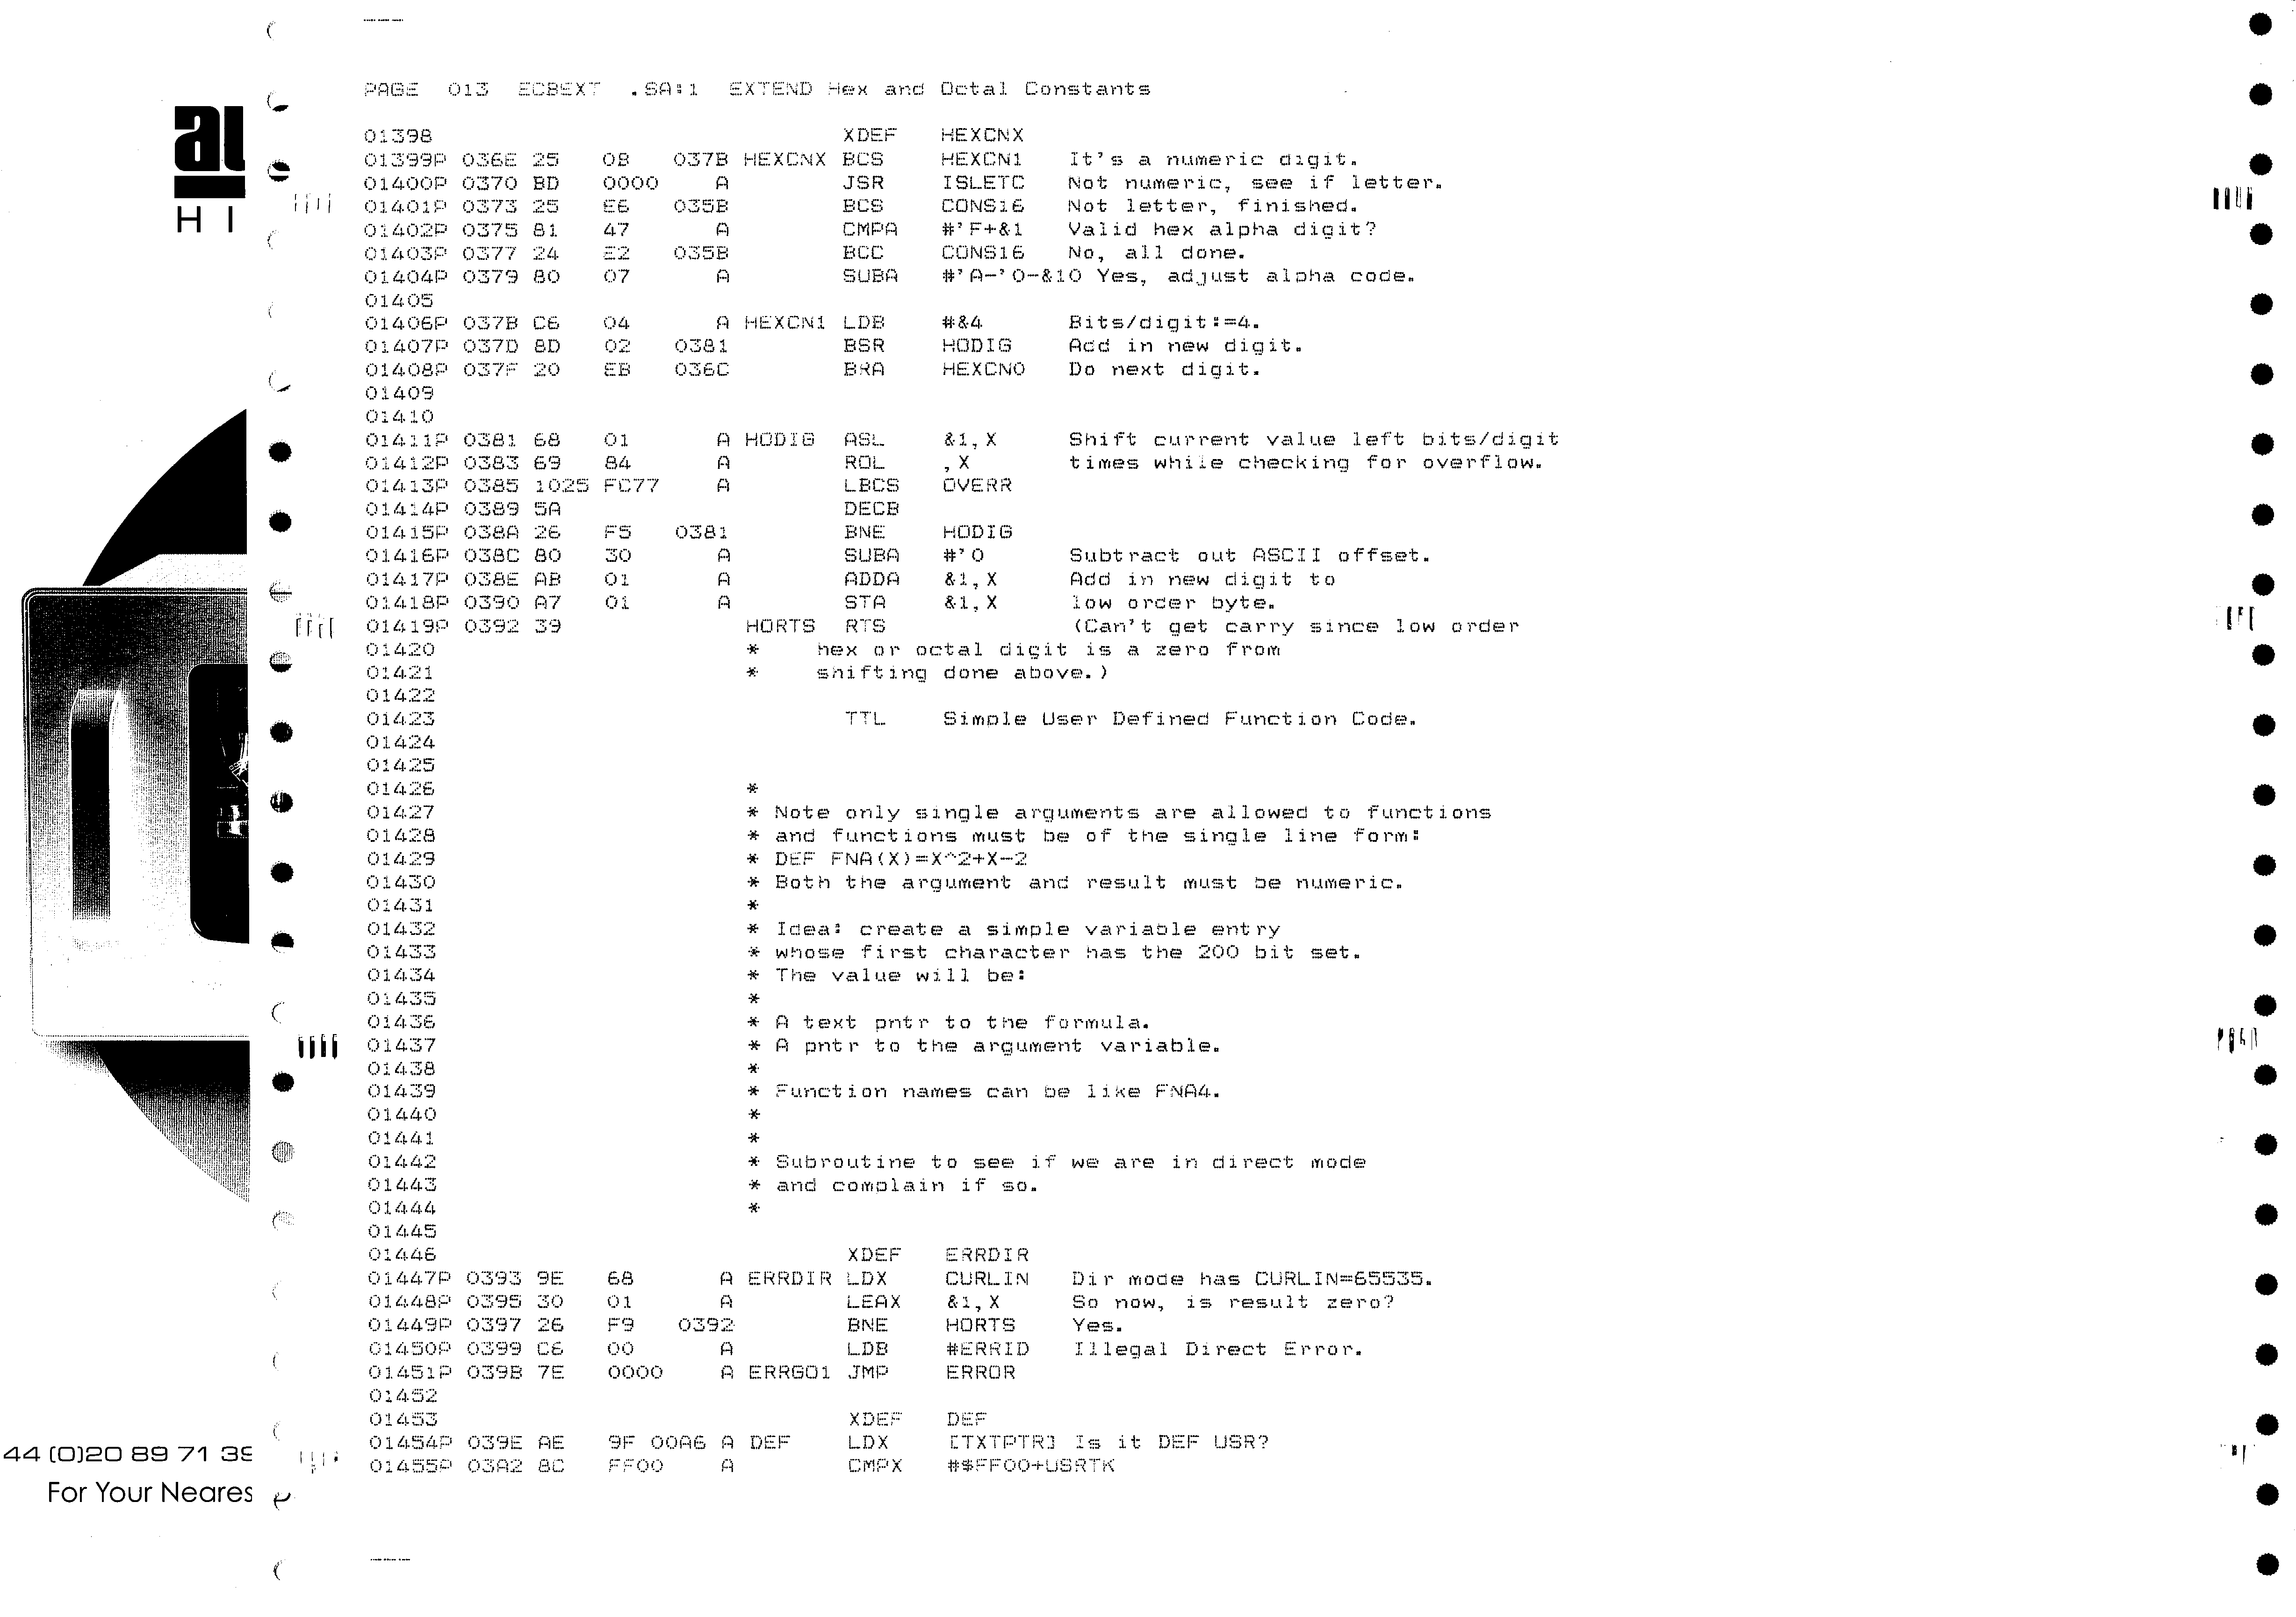 PAGE  013  ECBEXT  .SA:1  EXTEND Hex and Octal Constants
01398                             XDEF   HEXCNX
01399P 036E 25   0B   037B HEXCNX BCS    HEXCN1   It's a numeric digit.
01400P 0370 BD   0000    A        JSR    ISLETC   Not numeric, see if letter.
01401P 0373 25   E6   035B        BCS    CONS16   Not letter, finished.
01402P 0375 81   47      A        CMPA   #'F+&1   Valid hex alpha digit?
01403P 0377 24   E2   035B        BCC    CONS16   No, all done.
01404P 0379 80   07      A        SUBA   #'A-'0-&10 Yes, adjust alpha code.
01405
01406P 037B C6   04      A HEXCN1 LDB    #&4      Bits/digit:=4.
01407P 037D 8D   02   0381        BSR    HODIG    Add in new digit.
01408P 037F 20   EB   036C        BRA    HEXCN0   Do next digit.
01409
01410
01411P 0381 68   01      A HODIG  ASL    &1,X     Shift current value left bits/digit
01412P 0383 69   84      A        ROL    ,X       times while checking for overflow.
01413P 0385 1025 FC77    A        LBCS   OVERR
01414P 0389 5A                    DECB
01415P 038A 26   F5   0381        BNE    HODIG
01416P 038C 80   30      A        SUBA   #'0      Subtract out ASCII offset.
01417P 038E AB   01      A        ADDA   &1,X     Add in new digit to
01418P 0390 A7   01      A        STA    &1,X     low order byte.
01419P 0392 39             HORTS  RTS             (Can't get carry since low order
01420                      *    hex or octal digit is a zero from
01421                      *    shifting done above.)
01422
01423                             TTL    Simple User Defined Function Code.
01424
01425
01426                      *
01427                      * Note only single arguments are allowed to functions
01428                      * and functions must be of the single line form:
01429                      * DEF FNA(X)=X^2+X-2
01430                      * Both the argument and result must be numeric.
01431                      *
01432                      * Idea: create a simple variable entry
01433                      * whose first character has the 200 bit set.
01434                      * The value will be:
01435                      *
01436                      * A text pntr to the formula.
01437                      * A pntr to the argument variable.
01438                      *
01439                      * Function names can be like FNA4.
01440                      *
01441                      *
01442                      * Subroutine to see if we are in direct mode
01443                      * and complain if so.
01444                      *
01445
01446                             XDEF   ERRDIR
01447P 0393 9E   68      A ERRDIR LDX    CURLIN   Dir mode has CURLIN=65535.
01448P 0395 30   01      A        LEAX   &1,X     So now, is result zero?
01449P 0397 26   F9   0392        BNE    HORTS    Yes.
01450P 0399 C6   00      A        LDB    #ERRID   Illegal Direct Error.
01451P 039B 7E   0000    A ERRGO1 JMP    ERROR
01452
01453                             XDEF   DEF
01454P 039E AE   9F 00A6 A DEF    LDX    [TXTPTR] Is it DEF USR?
01455P 03A2 8C   FF00    A        CMPX   #$FF00+USRTK
HI
44 (0)20 89 71 39
For Your Neares